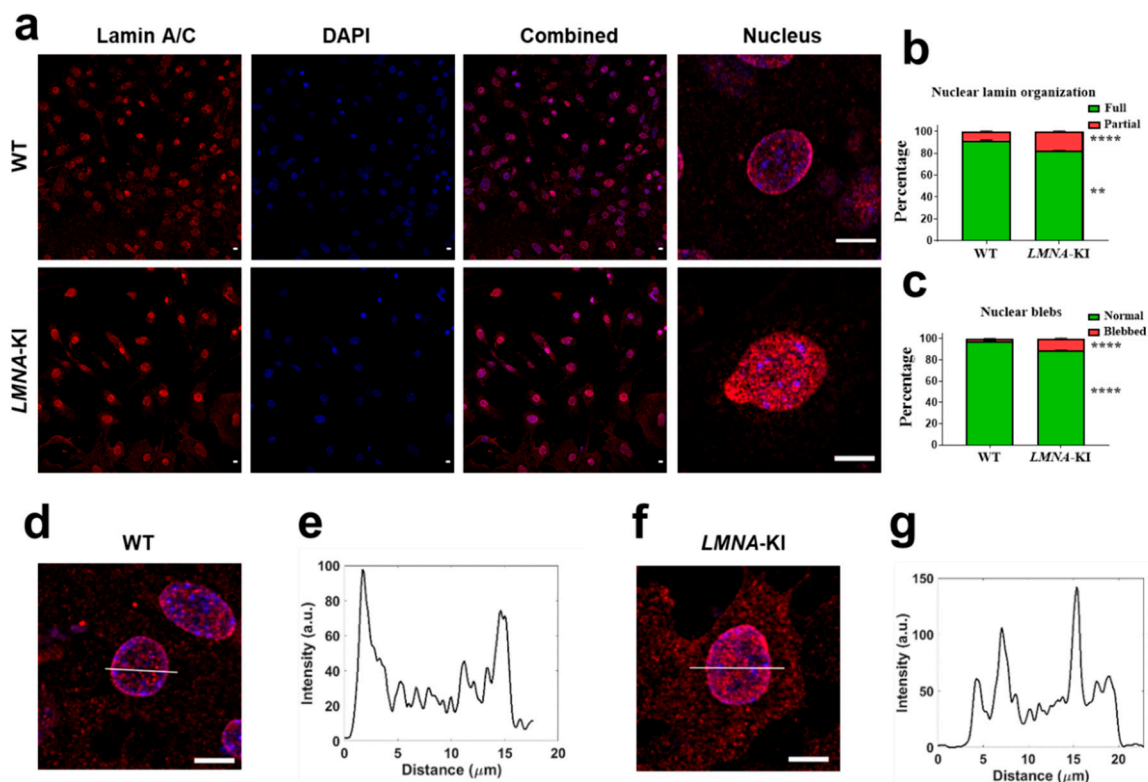 a
Lamin A/C DAPI Combined Nucleus
WT
LMNA-KI
b
Nuclear lamin organization
Full
Partial
Percentage
100
80
60
40
20
0
****
**
WT LMNA-KI
c
Nuclear blebs
Normal
Blebbed
Percentage
100
80
60
40
20
0
****
****
WT LMNA-KI
d
WT
e
Intensity (a.u.)
100
80
60
40
20
0
0 5 10 15 20
Distance (μm)
f
LMNA-KI
g
Intensity (a.u.)
150
100
50
0
0 5 10 15 20
Distance (μm)